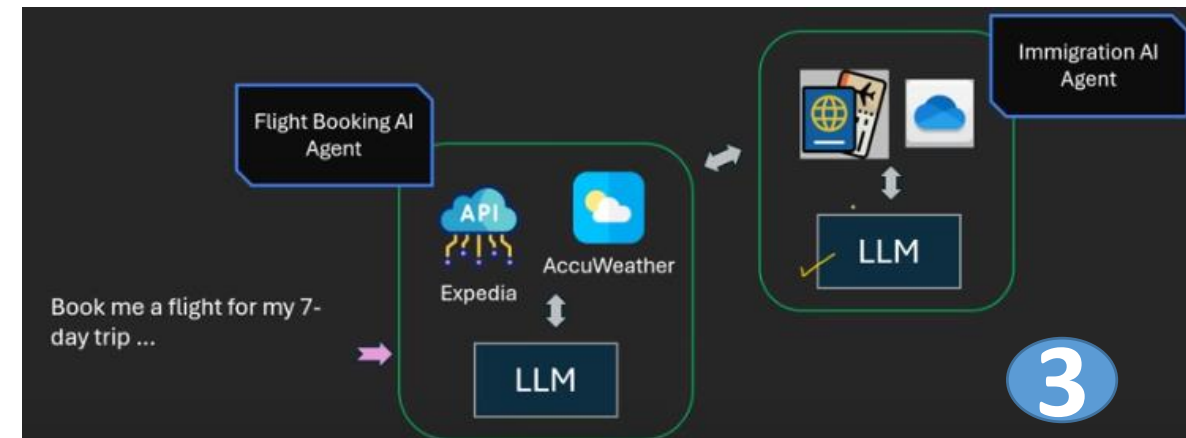 Immigration AI
Agent
Flight Booking AI
Agent
API
AccuWeather
Expedia
LLM
Book me a flight for my 7-
day trip ...
LLM
3